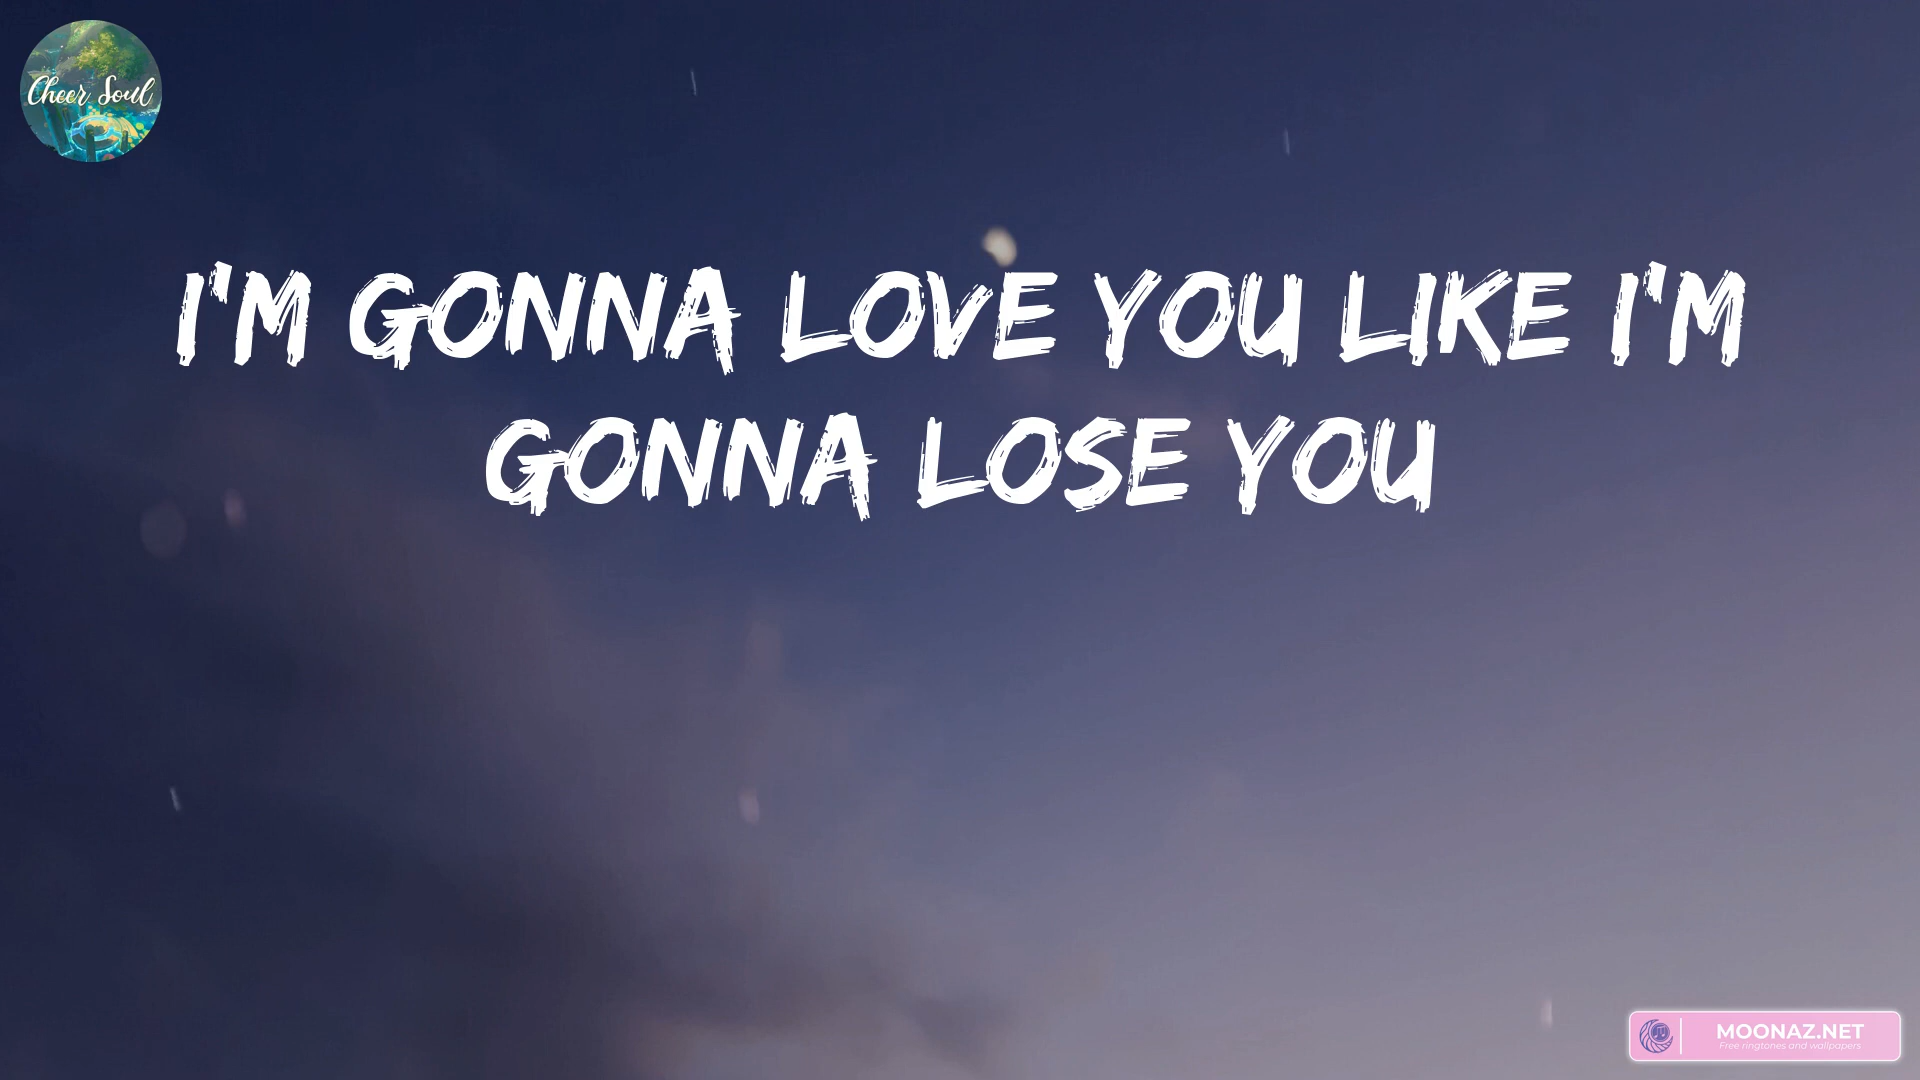 Cheer Soul
I'M GONNA LOVE YOU LIKE I'M
GONNA LOSE YOU
MOONAZ.NET
Free ringtones and wallpapers